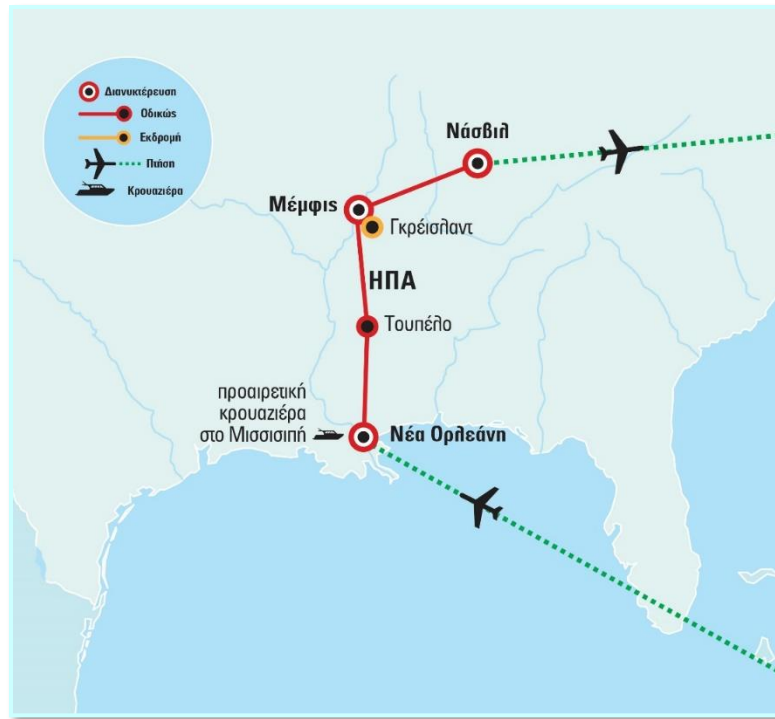 Διανυκτέρευση
Οδικώς
Εκδρομή
Πτήση
Κρουαζιέρα
Νάσβιλ
Μέμφις
Γκρέισλαντ
ΗΠΑ
Τουπέλο
προαιρετική
κρουαζιέρα
στο Μισσισιπή
Νέα Ορλεάνη